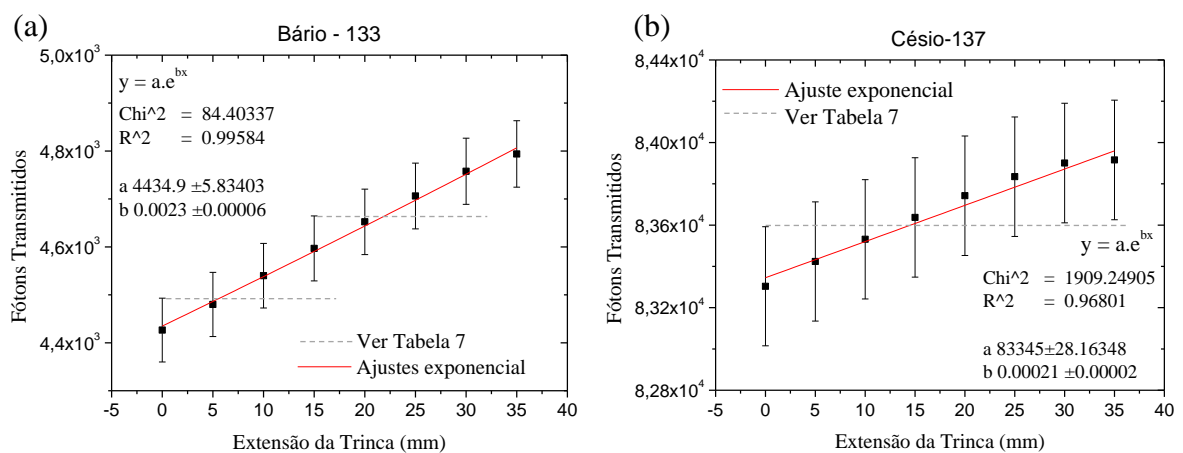 (a)
Bário - 133
5,0x10³
4,8x10³
4,6x10³
4,4x10³
Fótons Transmitidos
y = a.e^bx
Chi^2 = 84.40337
R^2 = 0.99584
a 4434.9 ±5.83403
b 0.0023 ±0.00006
Ver Tabela 7
Ajustes exponencial
-5 0 5 10 15 20 25 30 35 40
Extensão da Trinca (mm)
(b)
Césio-137
8,44x10⁴
8,40x10⁴
8,36x10⁴
8,32x10⁴
8,28x10⁴
Fótons Transmitidos
Ajuste exponencial
Ver Tabela 7
y = a.e^bx
Chi^2 = 1909.24905
R^2 = 0.96801
a 83345±28.16348
b 0.00021 ±0.00002
-5 0 5 10 15 20 25 30 35 40
Extensão da Trinca (mm)